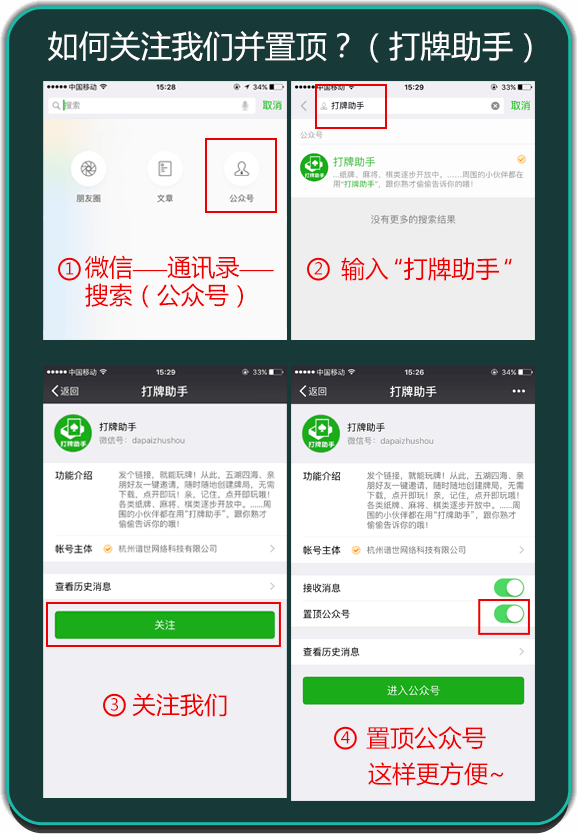 如何关注我们并置顶？（打牌助手）
中国移动 15:28 34%
搜索 取消
朋友圈 文章 公众号
① 微信——通讯录——
搜索（公众号）
中国移动 15:29 33%
打牌助手 取消
公众号
打牌助手
打牌助手
...纸牌、麻将、棋类逐步开放中。......周围的小伙伴都在
用"打牌助手"，跟你熟才偷偷告诉你的哦！
没有更多的搜索结果
② 输入“打牌助手“
中国移动 15:29 33%
返回 打牌助手
打牌助手
打牌助手
微信号：dapaizhushou
功能介绍 发个链接，就能玩牌！从此，五湖四海、亲
朋好友一键邀请，随时随地创建牌局，无需
下载，点开即玩！亲，记住，点开即玩哦！
各类纸牌、麻将、棋类逐步开放中。......周
围的小伙伴都在用"打牌助手"，跟你熟才
偷偷告诉你的哦！
帐号主体 杭州谱世网络科技有限公司
查看历史消息
关注
③ 关注我们
中国移动 15:26 34%
返回 打牌助手
打牌助手
打牌助手
微信号：dapaizhushou
功能介绍 发个链接，就能玩牌！从此，五湖四海、亲
朋好友一键邀请，随时随地创建牌局，无需
下载，点开即玩！亲，记住，点开即玩哦！
各类纸牌、麻将、棋类逐步开放中。......周
围的小伙伴都在用"打牌助手"，跟你熟才
偷偷告诉你的哦！
帐号主体 杭州谱世网络科技有限公司
接收消息
置顶公众号
查看历史消息
进入公众号
④ 置顶公众号
这样更方便~